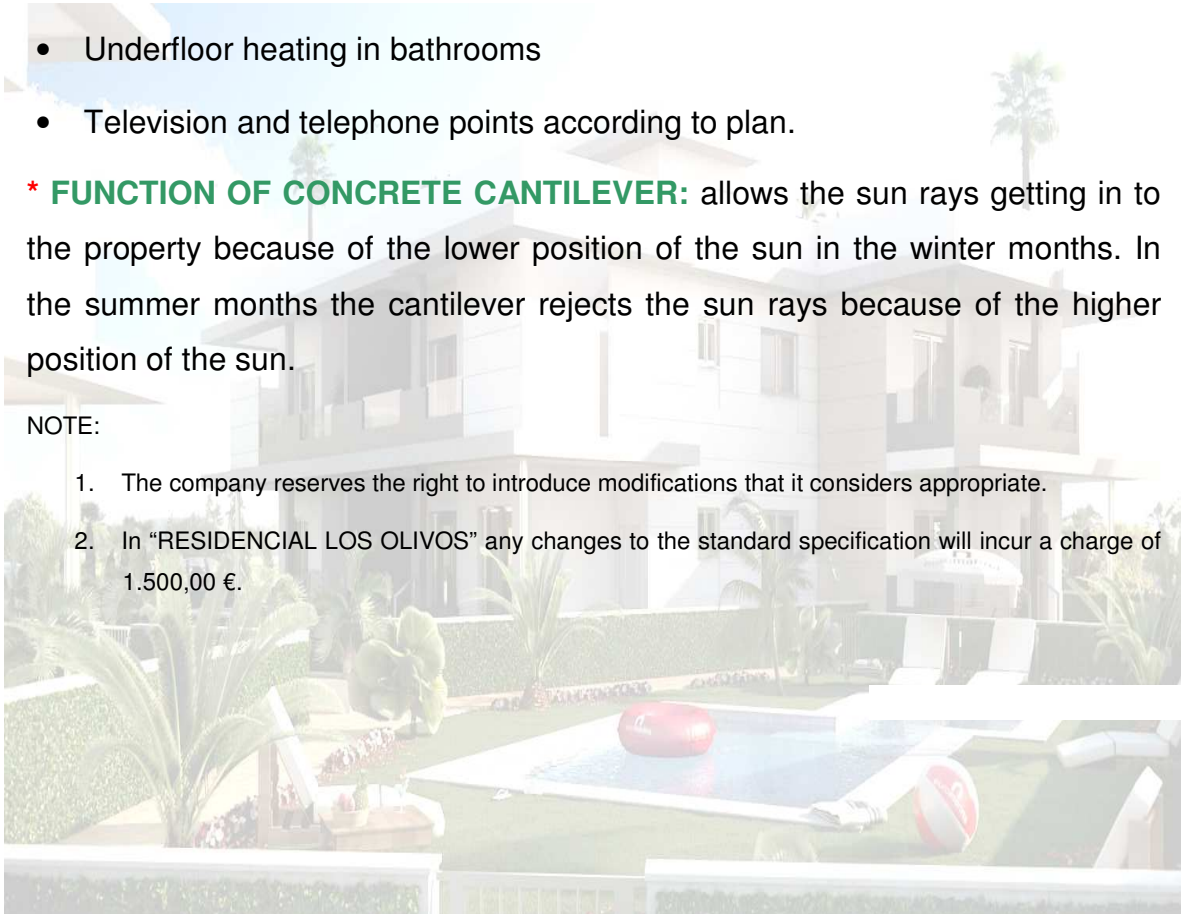 • Underfloor heating in bathrooms
• Television and telephone points according to plan.
* FUNCTION OF CONCRETE CANTILEVER: allows the sun rays getting in to
the property because of the lower position of the sun in the winter months. In
the summer months the cantilever rejects the sun rays because of the higher
position of the sun.
NOTE:
1. The company reserves the right to introduce modifications that it considers appropriate.
2. In “RESIDENCIAL LOS OLIVOS” any changes to the standard specification will incur a charge of
1.500,00 €.